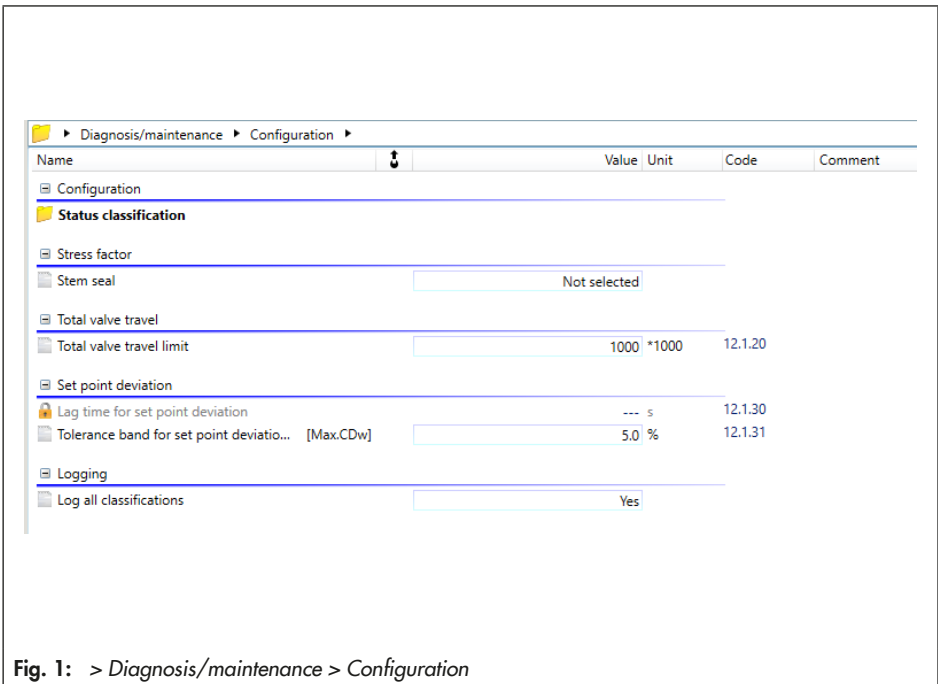 Diagnosis/maintenance Configuration
Name Value Unit Code Comment
Configuration
Status classification
Stress factor
Stem seal Not selected
Total valve travel
Total valve travel limit 1000 *1000 12.1.20
Set point deviation
Lag time for set point deviation --- s 12.1.30
Tolerance band for set point deviatio... [Max.CDw] 5.0 % 12.1.31
Logging
Log all classifications Yes
Fig. 1: > Diagnosis/maintenance > Configuration